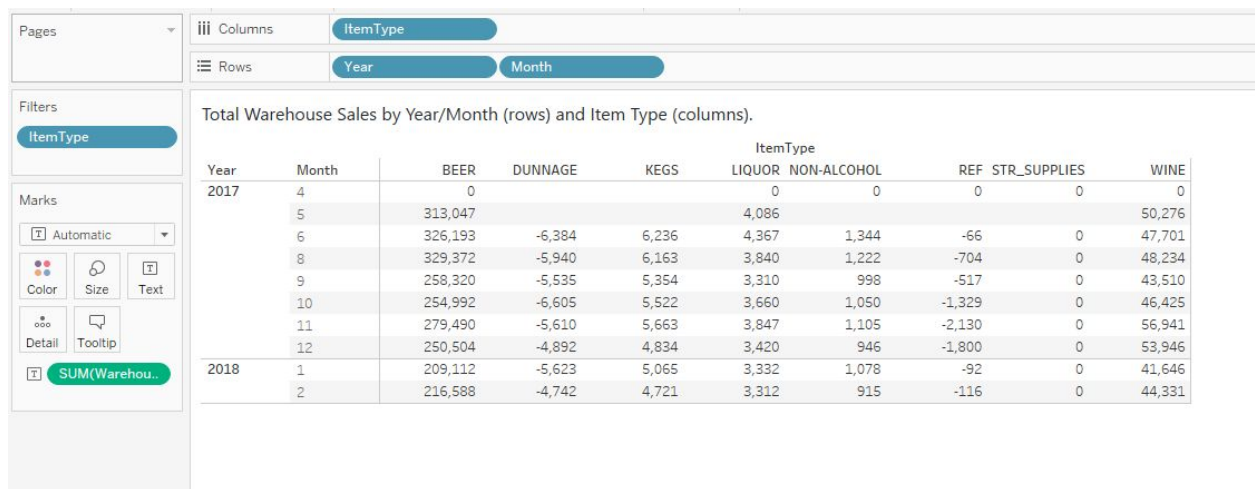 Pages
Columns ItemType
Rows Year Month
Filters
ItemType
Marks
Automatic
Color Size Text
Detail Tooltip
SUM(Warehou..
Total Warehouse Sales by Year/Month (rows) and Item Type (columns).
ItemType
Year Month BEER DUNNAGE KEGS LIQUOR NON-ALCOHOL REF STR_SUPPLIES WINE
2017 4 0 0 0 0 0 0
5 313,047 4,086 50,276
6 326,193 -6,384 6,236 4,367 1,344 -66 0 47,701
8 329,372 -5,940 6,163 3,840 1,222 -704 0 48,234
9 258,320 -5,535 5,354 3,310 998 -517 0 43,510
10 254,992 -6,605 5,522 3,660 1,050 -1,329 0 46,425
11 279,490 -5,610 5,663 3,847 1,105 -2,130 0 56,941
12 250,504 -4,892 4,834 3,420 946 -1,800 0 53,946
2018 1 209,112 -5,623 5,065 3,332 1,078 -92 0 41,646
2 216,588 -4,742 4,721 3,312 915 -116 0 44,331